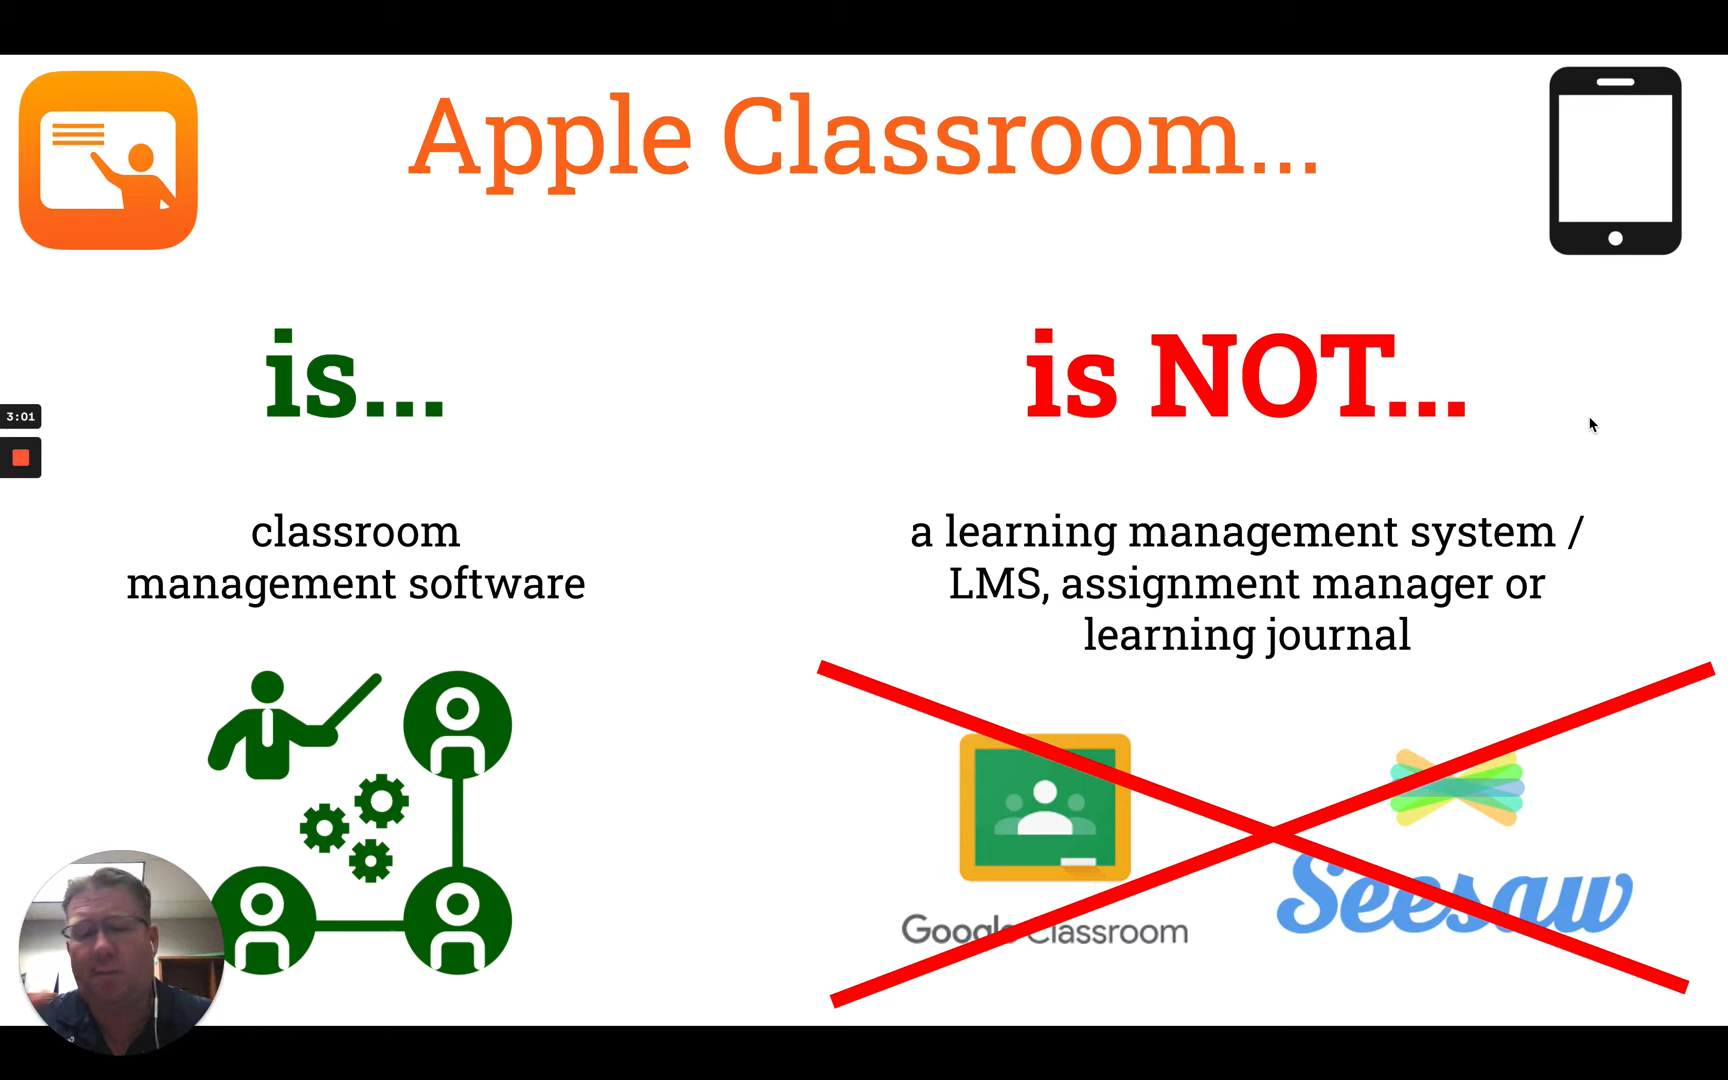 Apple Classroom...
is...
is NOT...
3:01
classroom
management software
a learning management system /
LMS, assignment manager or
learning journal
Google Classroom
Seesaw